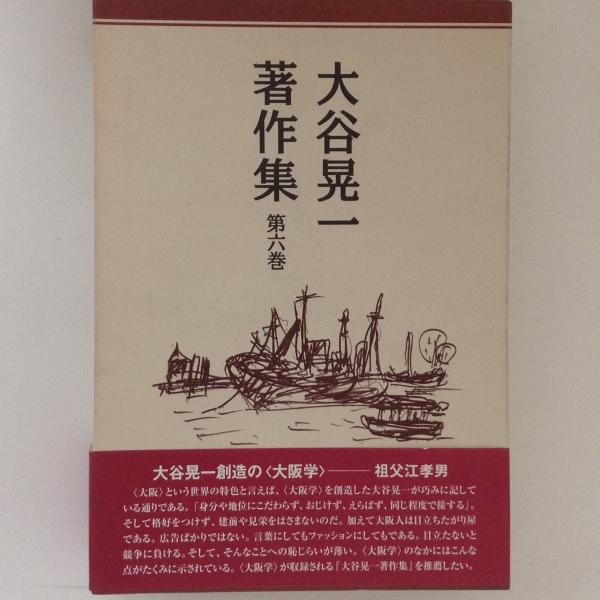 大谷晃一
著作集 第六巻
大谷晃一創造の〈大阪学〉――― 祖父江孝男
〈大阪〉という世界の特色と言えば、〈大阪学〉を創造した大谷晃一が巧みに記して
いる通りである。「身分や地位にこだわらず、おじけず、えらばず、同じ程度で接する」。
そして格好をつけず、建前や見栄をはさまないのだ。加えて大阪人は目立ちたがり屋
である。広告ばかりではない。言葉にしてもファッションにしてもである。目立たないと
競争に負ける。そして、そんなことへの恥じらいが薄い。〈大阪学〉のなかにはこんな
点がたくみに示されている。〈大阪学〉が収録される『大谷晃一著作集』を推薦したい。